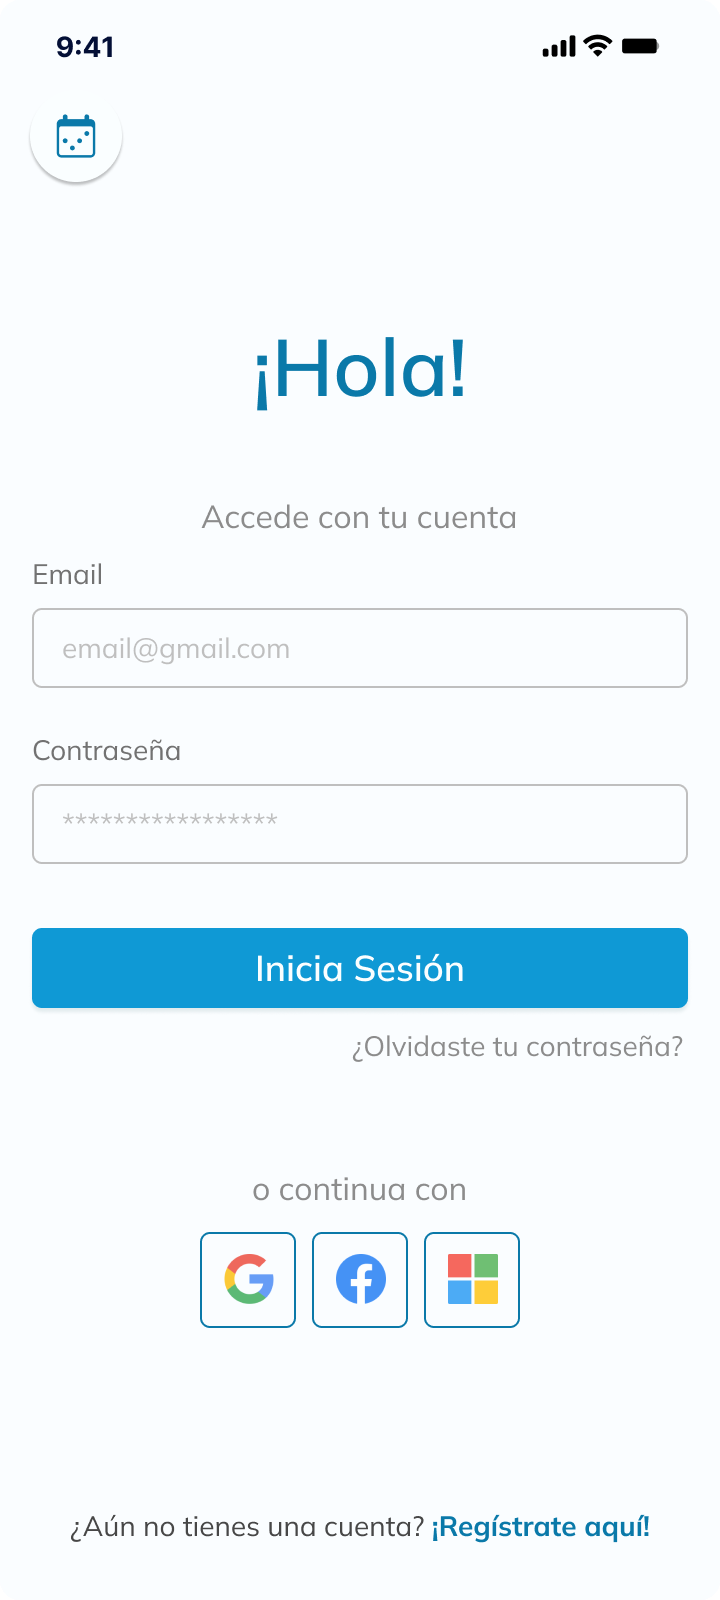 9:41
¡Hola!
Accede con tu cuenta
Email
email@gmail.com
Contraseña
*****************
Inicia Sesión
¿Olvidaste tu contraseña?
o continua con
¿Aún no tienes una cuenta? ¡Regístrate aquí!